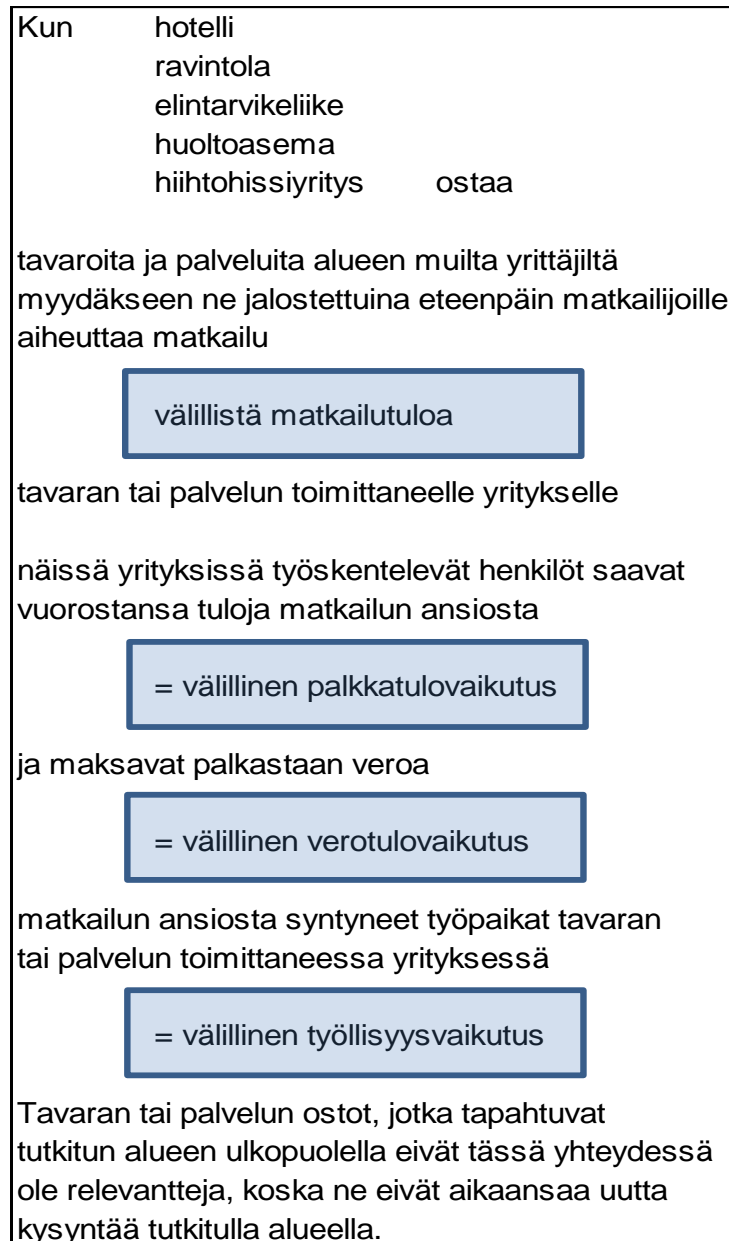 Kun hotelli
ravintola
elintarvikeliike
huoltoasema
hiihtohissiyritys ostaa
tavaroita ja palveluita alueen muilta yrittäjiltä
myydäkseen ne jalostettuina eteenpäin matkailijoille
aiheuttaa matkailu
välillistä matkailutuloa
tavaran tai palvelun toimittaneelle yritykselle
näissä yrityksissä työskentelevät henkilöt saavat
vuorostansa tuloja matkailun ansiosta
= välillinen palkkatulovaikutus
ja maksavat palkastaan veroa
= välillinen verotulovaikutus
matkailun ansiosta syntyneet työpaikat tavaran
tai palvelun toimittaneessa yrityksessä
= välillinen työllisyysvaikutus
Tavaran tai palvelun ostot, jotka tapahtuvat
tutkitun alueen ulkopuolella eivät tässä yhteydessä
ole relevantteja, koska ne eivät aikaansaa uutta
kysyntää tutkitulla alueella.